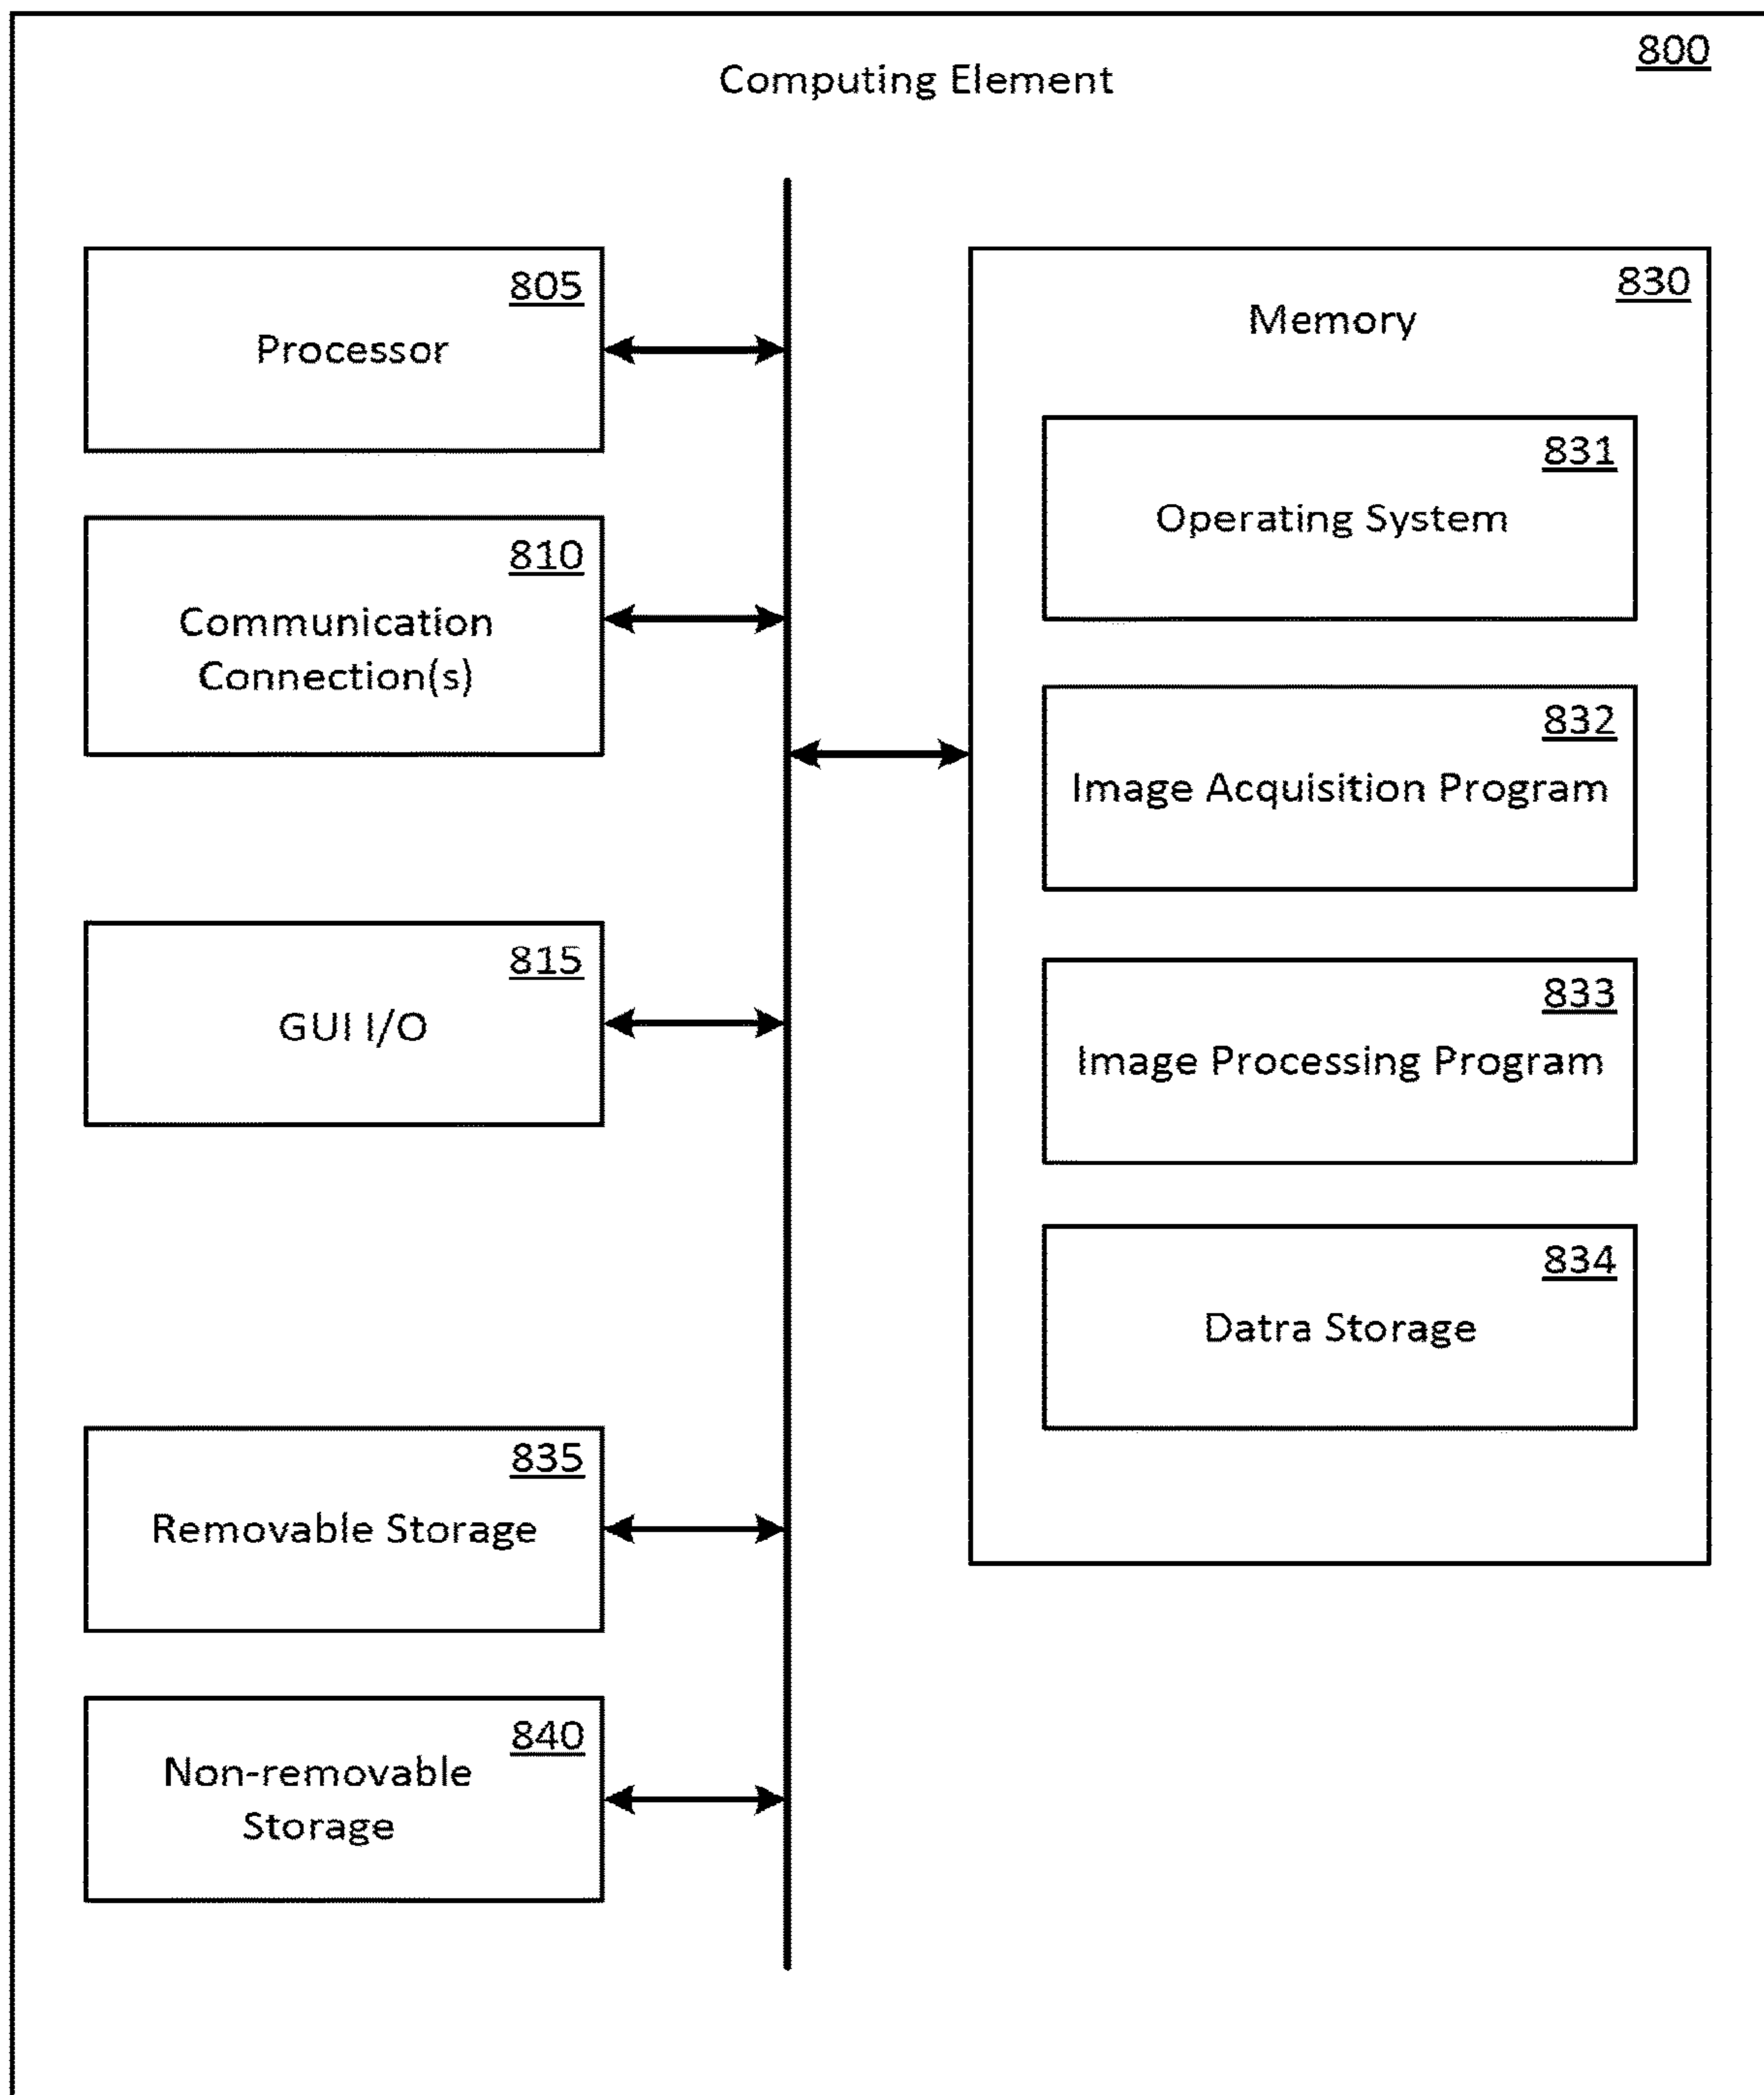 800
Computing Element
805
Processor
810
Communication
Connection(s)
815
GUI I/O
835
Removable Storage
840
Non-removable
Storage
830
Memory
831
Operating System
832
Image Acquisition Program
833
Image Processing Program
834
Datra Storage